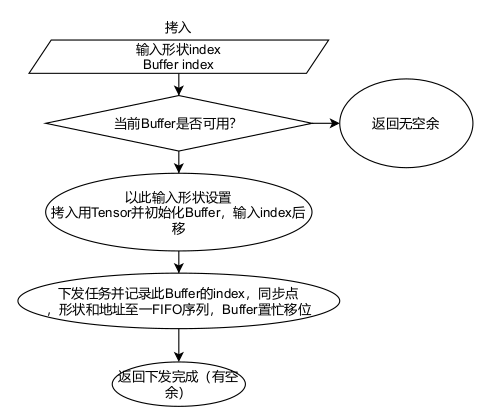 拷入
输入形状index
Buffer index
当前Buffer是否可用？
返回无空余
以此输入形状设置
拷入用Tensor并初始化Buffer，输入index后
移
下发任务并记录此Buffer的index，同步点
，形状和地址至一FIFO序列，Buffer置忙移位
返回下发完成（有空
余）